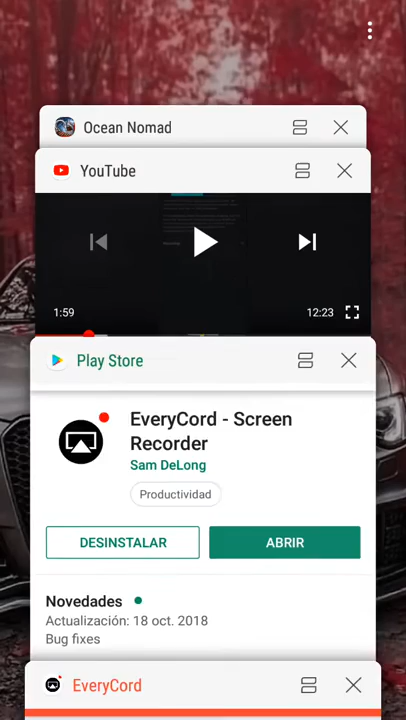 Ocean Nomad
YouTube
1:59
12:23
Play Store
EveryCord - Screen
Recorder
Sam DeLong
Productividad
DESINSTALAR
ABRIR
Novedades
Actualización: 18 oct. 2018
Bug fixes
EveryCord